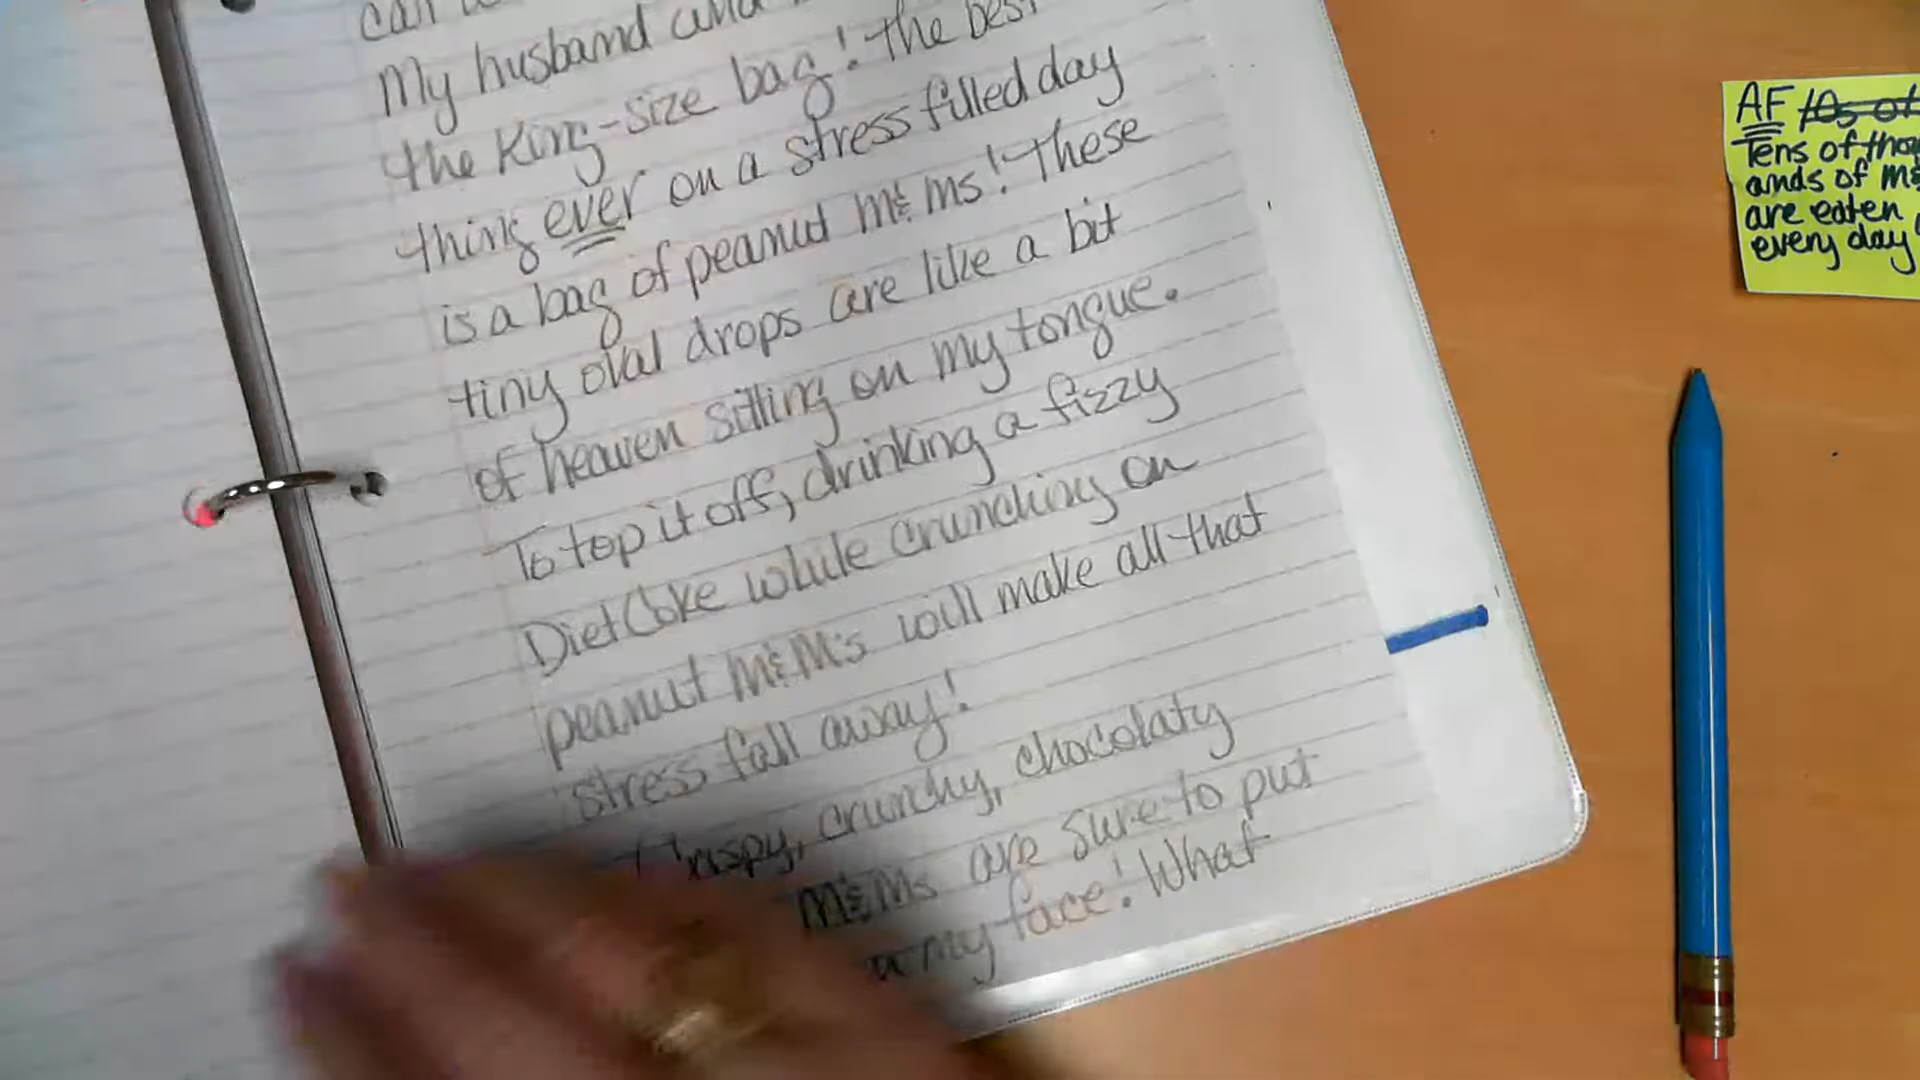 can
My husband and
the King-size bag! The best
thing ever on a stress filled day
is a bag of peanut m&ms! These
tiny oval drops are like a bit
of heaven sitting on my tongue.
To top it off, drinking a fizzy
Diet Coke while crunching on
peanut M&M's will make all that
stress fall away!
Crispy, crunchy, chocolaty
M&Ms are sure to put
my face! What
AF
Tens of
ands of
are eaten
every day